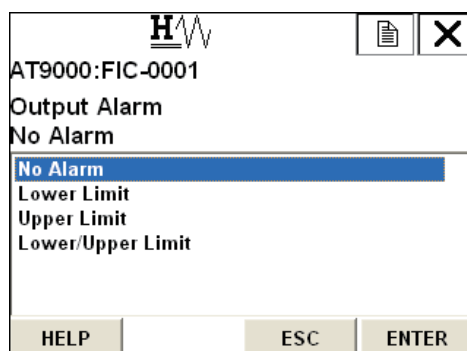 H
AT9000:FIC-0001
Output Alarm
No Alarm
No Alarm
Lower Limit
Upper Limit
Lower/Upper Limit
HELP ESC ENTER